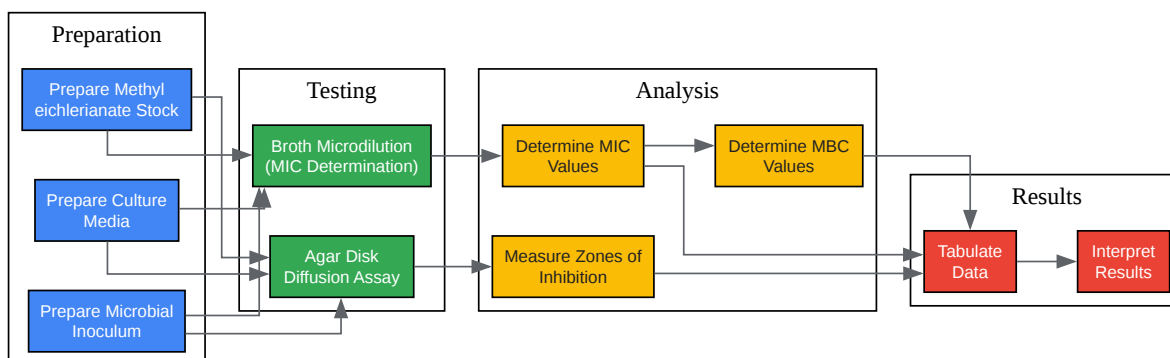 Preparation
Prepare Methyl
eichlerianate Stock
Prepare Culture
Media
Prepare Microbial
Inoculum
Testing
Broth Microdilution
(MIC Determination)
Agar Disk
Diffusion Assay
Analysis
Determine MIC
Values
Determine MBC
Values
Measure Zones of
Inhibition
Results
Tabulate
Data
Interpret
Results